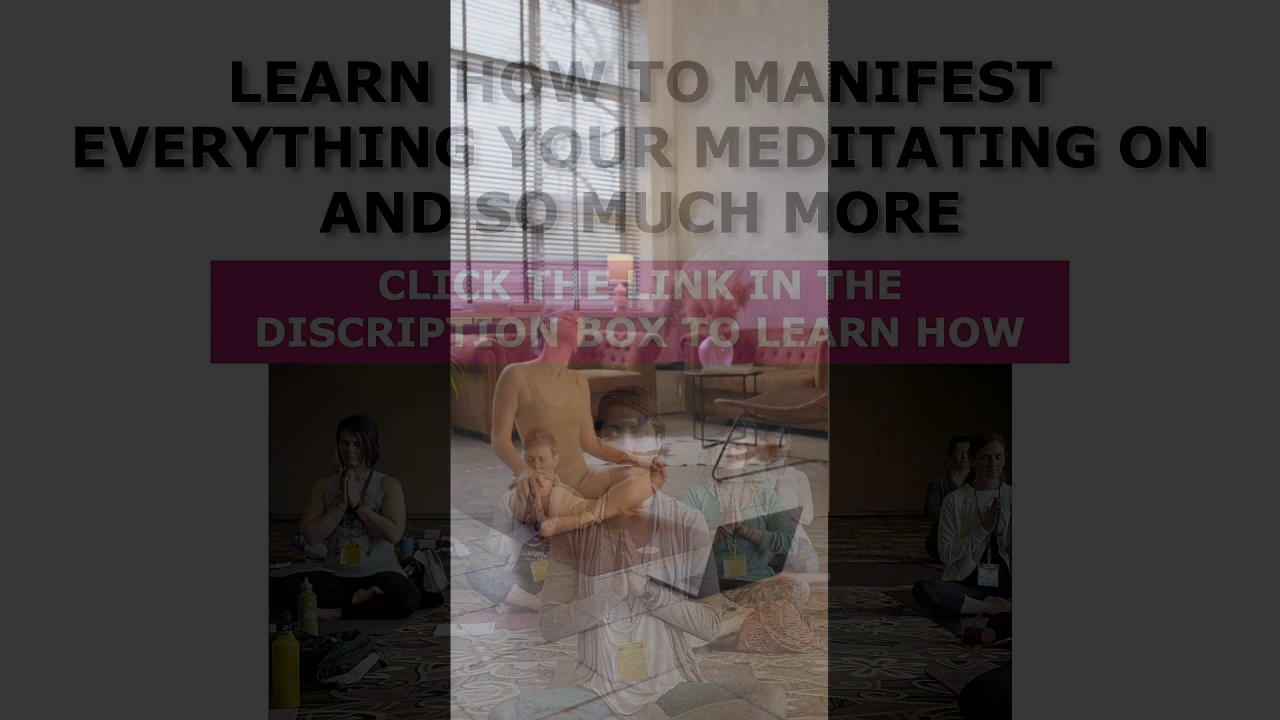 LEARN HOW TO MANIFEST
EVERYTHING YOUR MEDITATING ON
AND SO MUCH MORE
CLICK THE LINK IN THE
DISCRIPTION BOX TO LEARN HOW